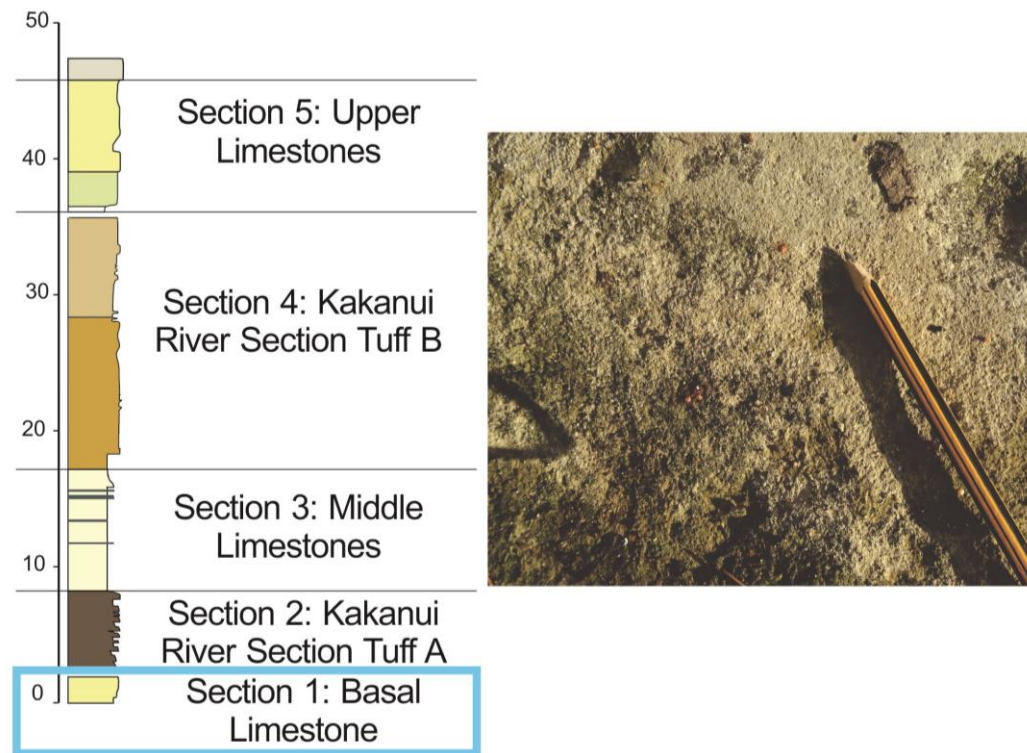 50
Section 5: Upper
Limestones
40
30
Section 4: Kakanui
River Section Tuff B
20
Section 3: Middle
Limestones
10
Section 2: Kakanui
River Section Tuff A
0
Section 1: Basal
Limestone